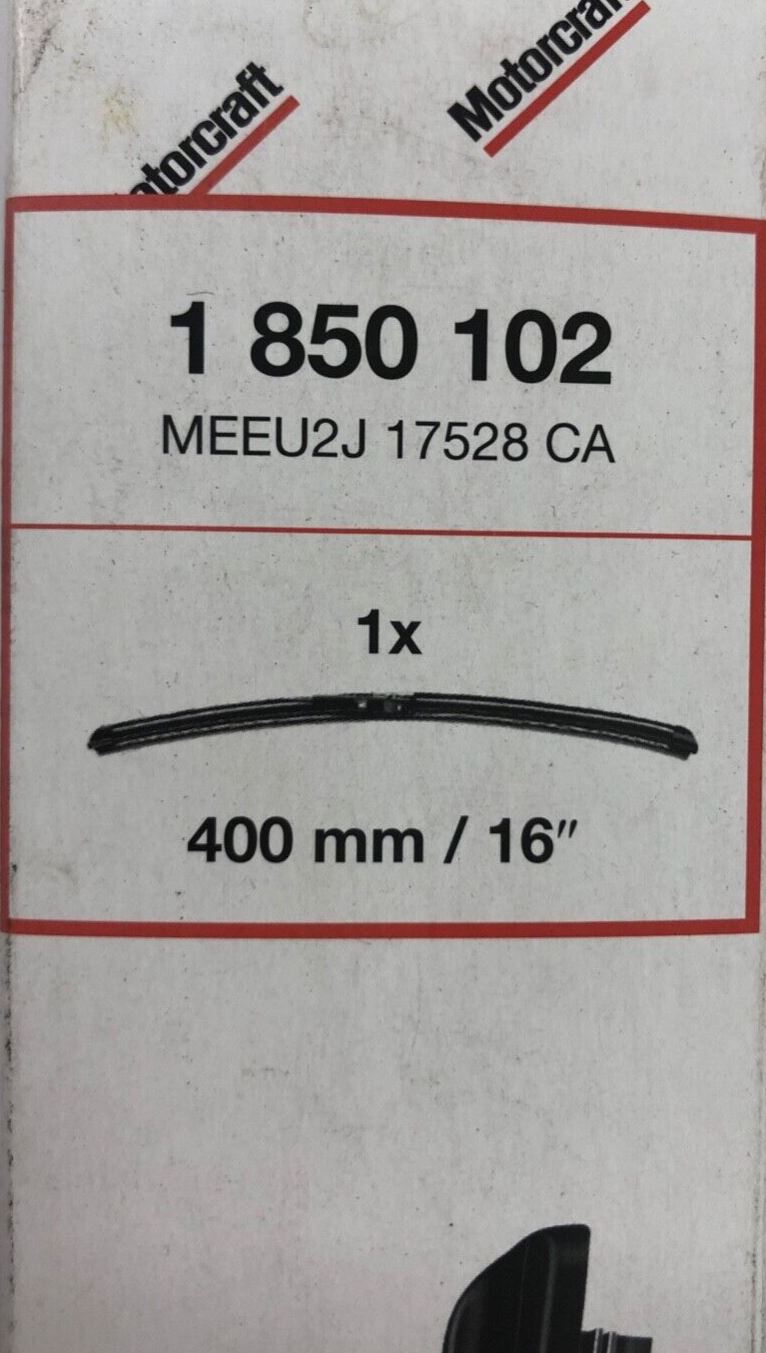 Motorcraft
Motorcraft
1 850 102
MEEU2J 17528 CA
1x
400 mm / 16″